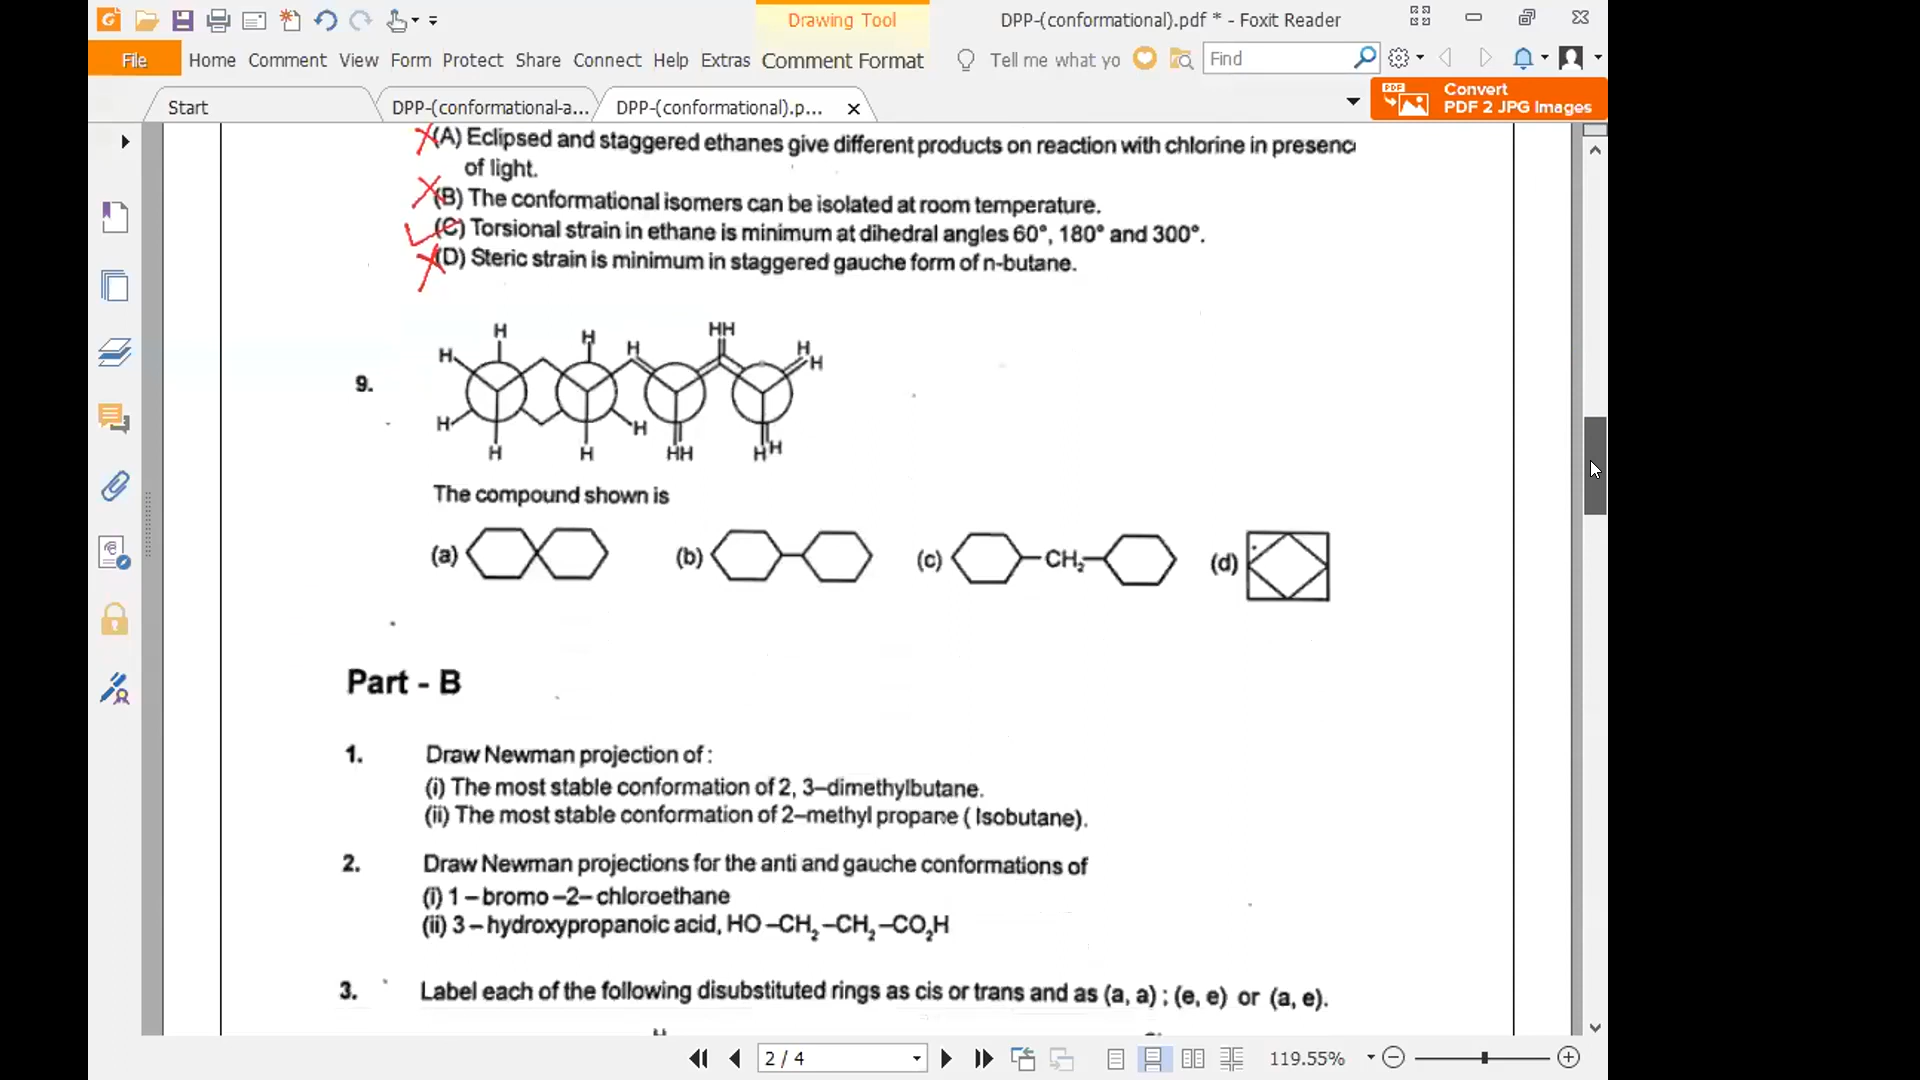 Drawing Tool
DPP-(conformational).pdf * - Foxit Reader
File Home Comment View Form Protect Share Connect Help Extras Comment Format Tell me what yo Find
Start DPP-(conformational-a... DPP-(conformational).p...
Convert
PDF 2 JPG Images
(A) Eclipsed and staggered ethanes give different products on reaction with chlorine in presenc
of light.
(B) The conformational isomers can be isolated at room temperature.
(C) Torsional strain in ethane is minimum at dihedral angles 60°, 180° and 300°.
(D) Steric strain is minimum in staggered gauche form of n-butane.
H H H H HH H H
9.
H H H H HH H H
The compound shown is
(a) (b) (c) CH₂ (d)
Part - B
1. Draw Newman projection of :
(i) The most stable conformation of 2, 3–dimethylbutane.
(ii) The most stable conformation of 2–methyl propane ( Isobutane).
2. Draw Newman projections for the anti and gauche conformations of
(i) 1 – bromo –2– chloroethane
(ii) 3 – hydroxypropanoic acid, HO –CH₂ –CH₂ –CO₂H
3. Label each of the following disubstituted rings as cis or trans and as (a, a) ; (e, e) or (a, e).
2 / 4 119.55%